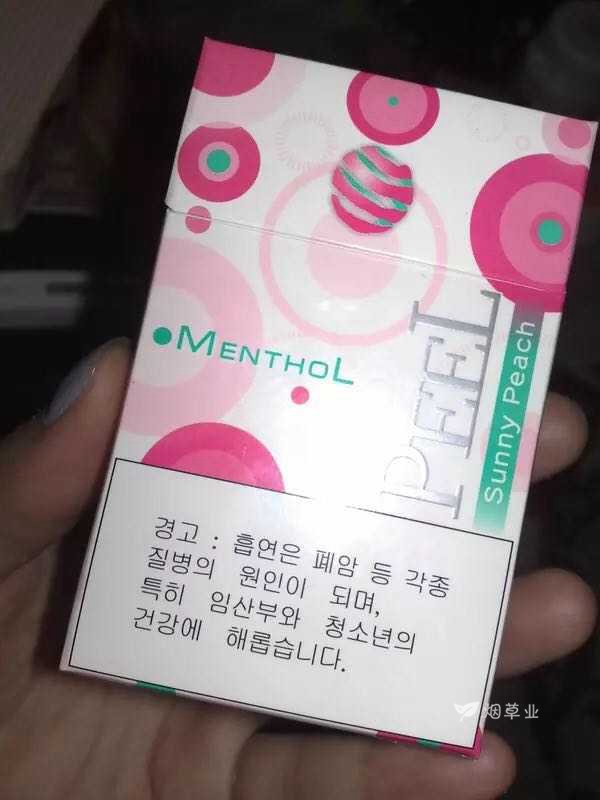 MENTHOL
PEEL
Sunny Peach
경고 : 흡연은 폐암 등 각종
질병의 원인이 되며,
특히 임산부와 청소년의
건강에 해롭습니다.
烟草业